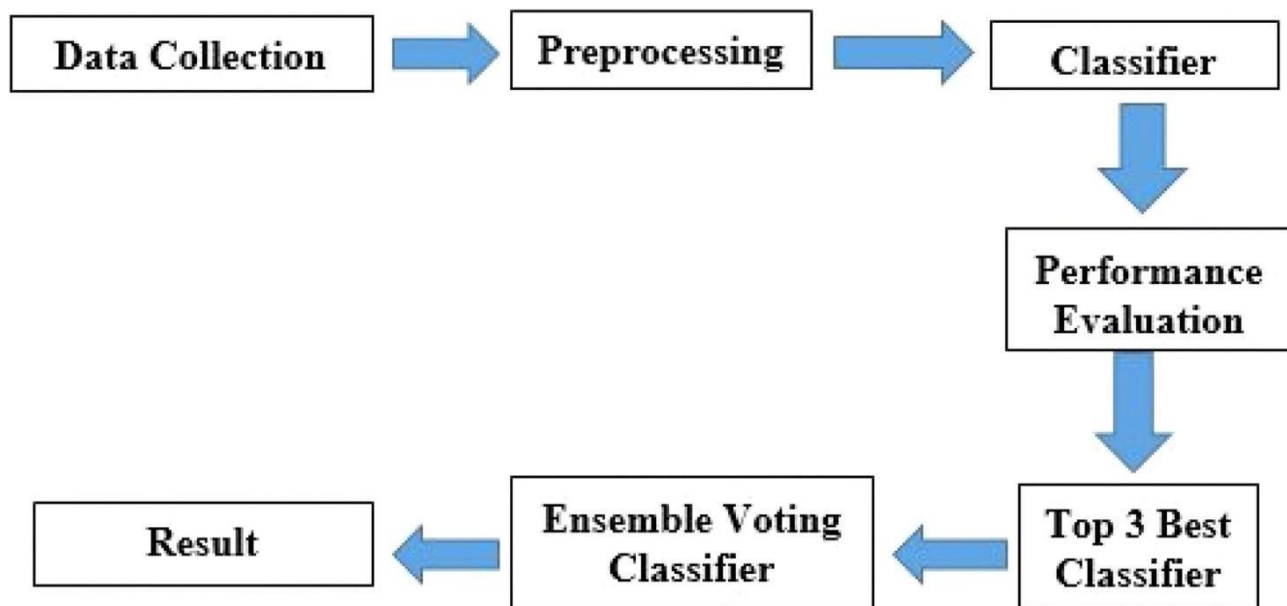 Data Collection
Preprocessing
Classifier
Performance
Evaluation
Top 3 Best
Classifier
Ensemble Voting
Classifier
Result